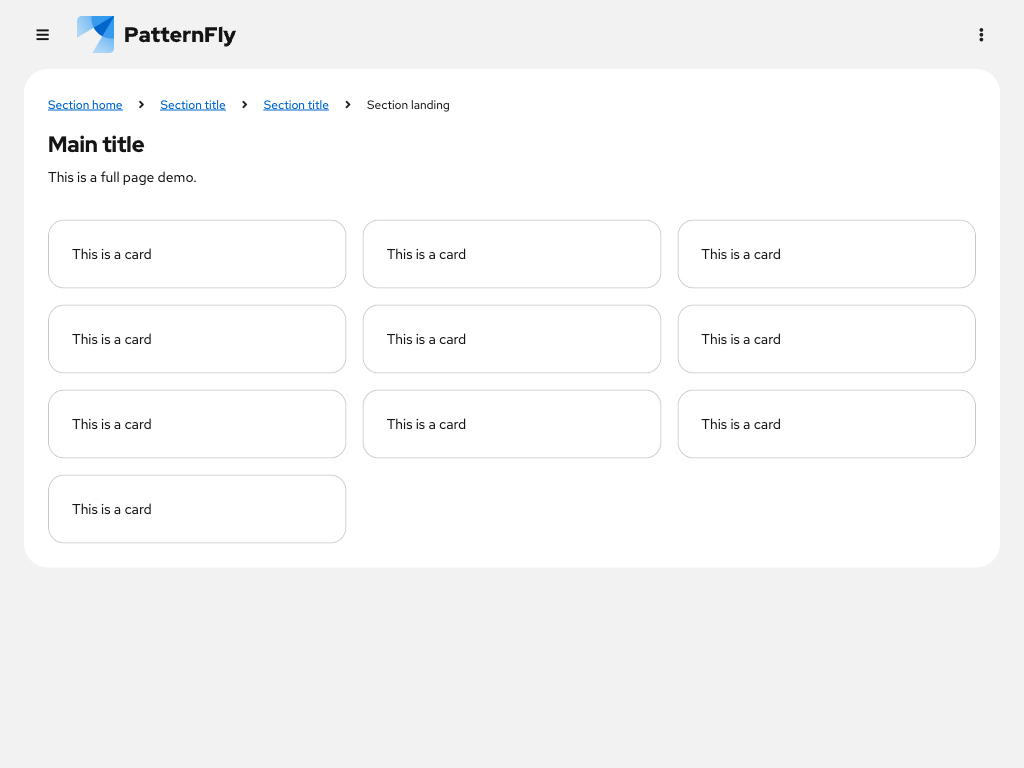 PatternFly
Section home Section title Section title Section landing
Main title
This is a full page demo.
This is a card This is a card This is a card
This is a card This is a card This is a card
This is a card This is a card This is a card
This is a card